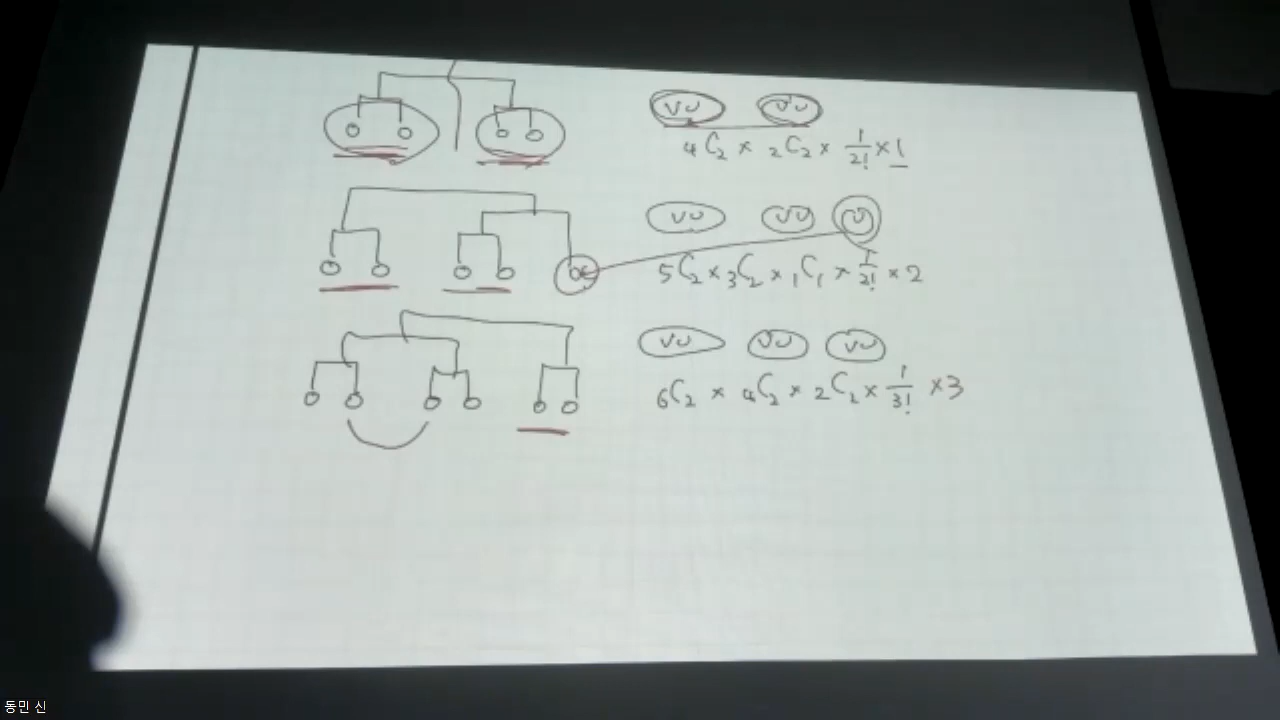 ∨∪ ∨∪
₄C₂ × ₂C₂ × 1/2! × 1
∨∪ ∨∪ ∪
₅C₂ × ₃C₂ × ₁C₁ × 1/2! × 2
∨∪ ∨∪ ∨∪
₆C₂ × ₄C₂ × ₂C₂ × 1/3! × 3
동민 신